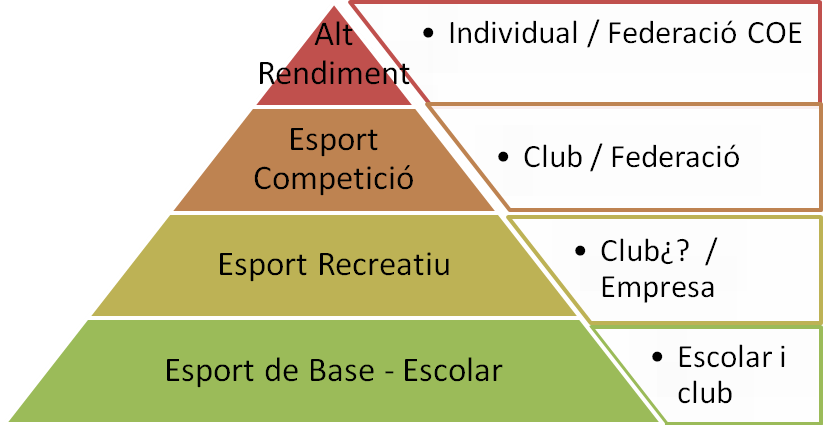 Alt
Rendiment
• Individual / Federació COE
Esport
Competició
• Club / Federació
Esport Recreatiu
• Club¿? /
Empresa
Esport de Base - Escolar
• Escolar i
club